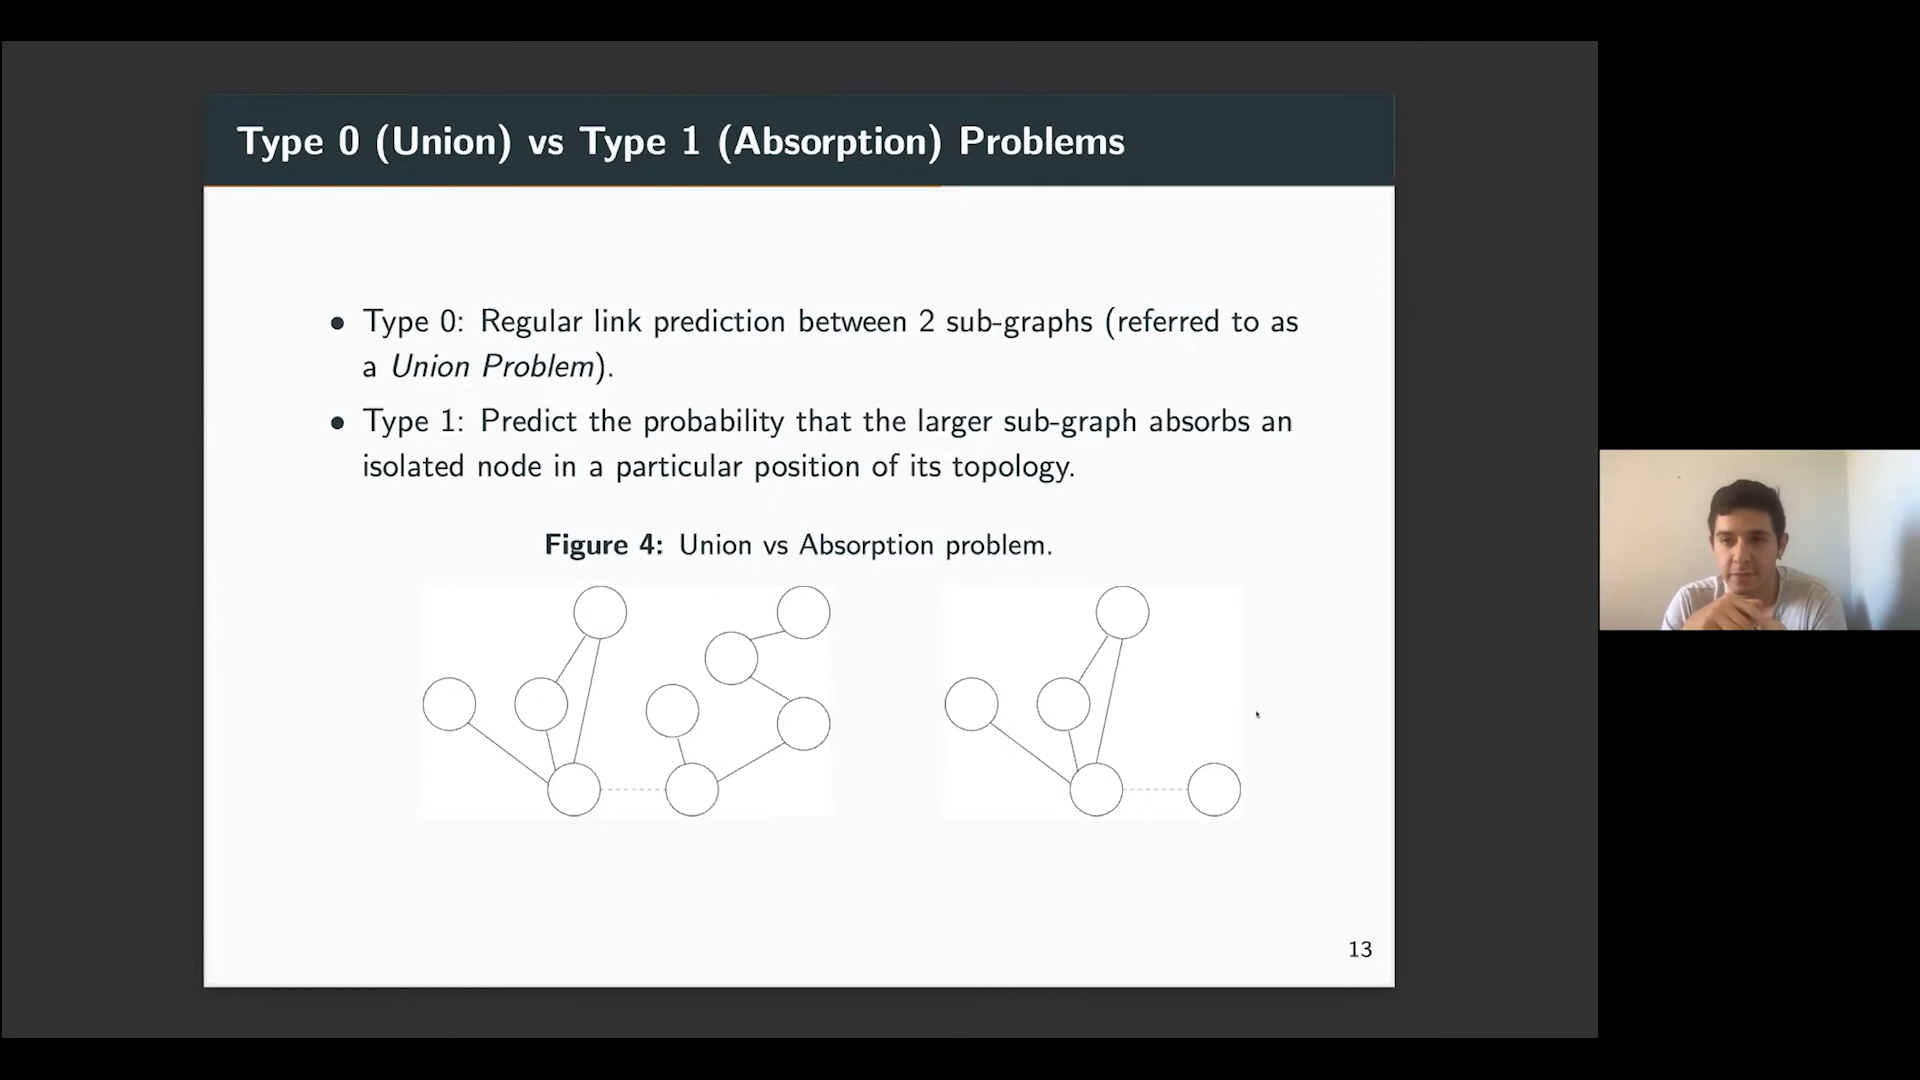 Type 0 (Union) vs Type 1 (Absorption) Problems
• Type 0: Regular link prediction between 2 sub-graphs (referred to as
a Union Problem).
• Type 1: Predict the probability that the larger sub-graph absorbs an
isolated node in a particular position of its topology.
Figure 4: Union vs Absorption problem.
13